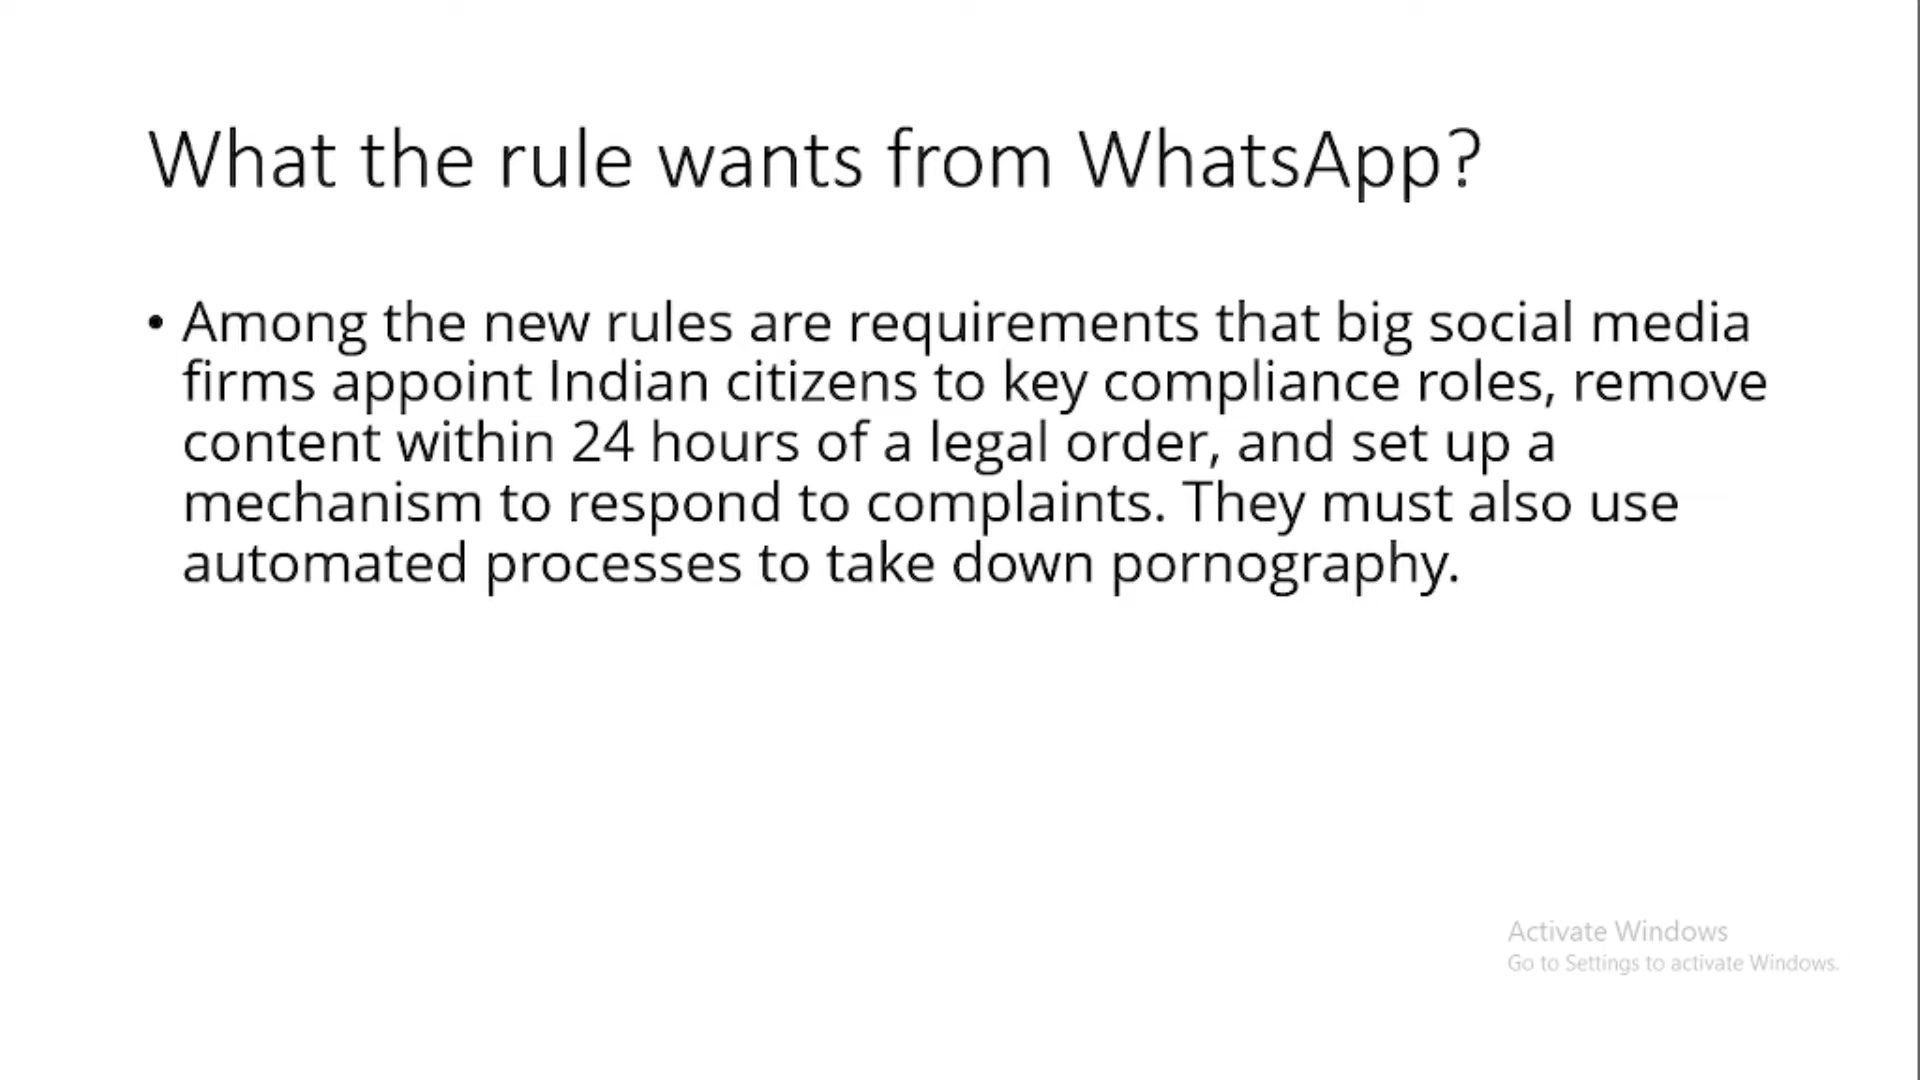 What the rule wants from WhatsApp?
• Among the new rules are requirements that big social media
firms appoint Indian citizens to key compliance roles, remove
content within 24 hours of a legal order, and set up a
mechanism to respond to complaints. They must also use
automated processes to take down pornography.
Activate Windows
Go to Settings to activate Windows.